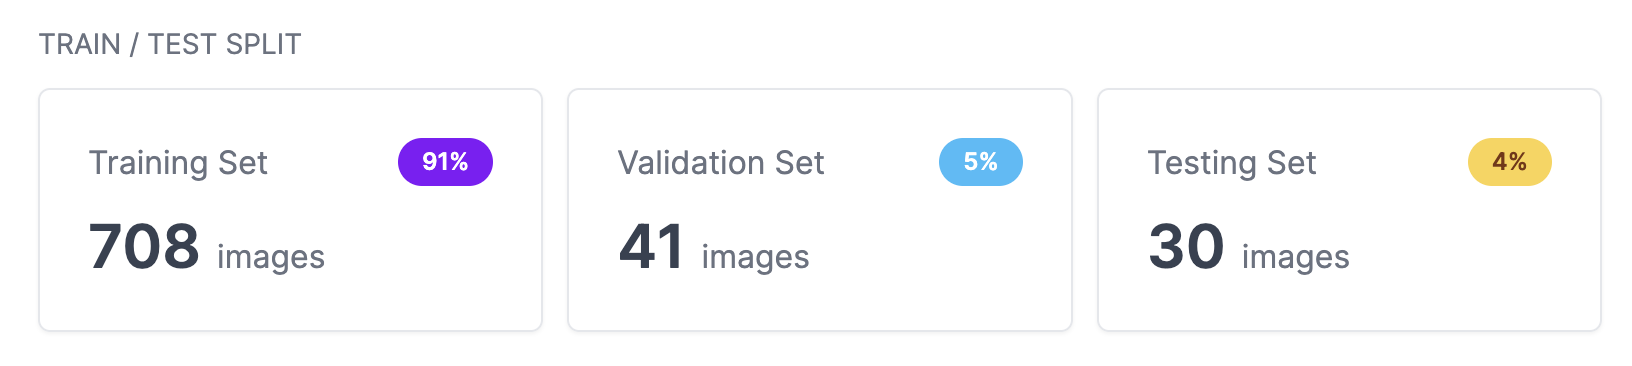 TRAIN / TEST SPLIT
Training Set 91%
708 images
Validation Set 5%
41 images
Testing Set 4%
30 images